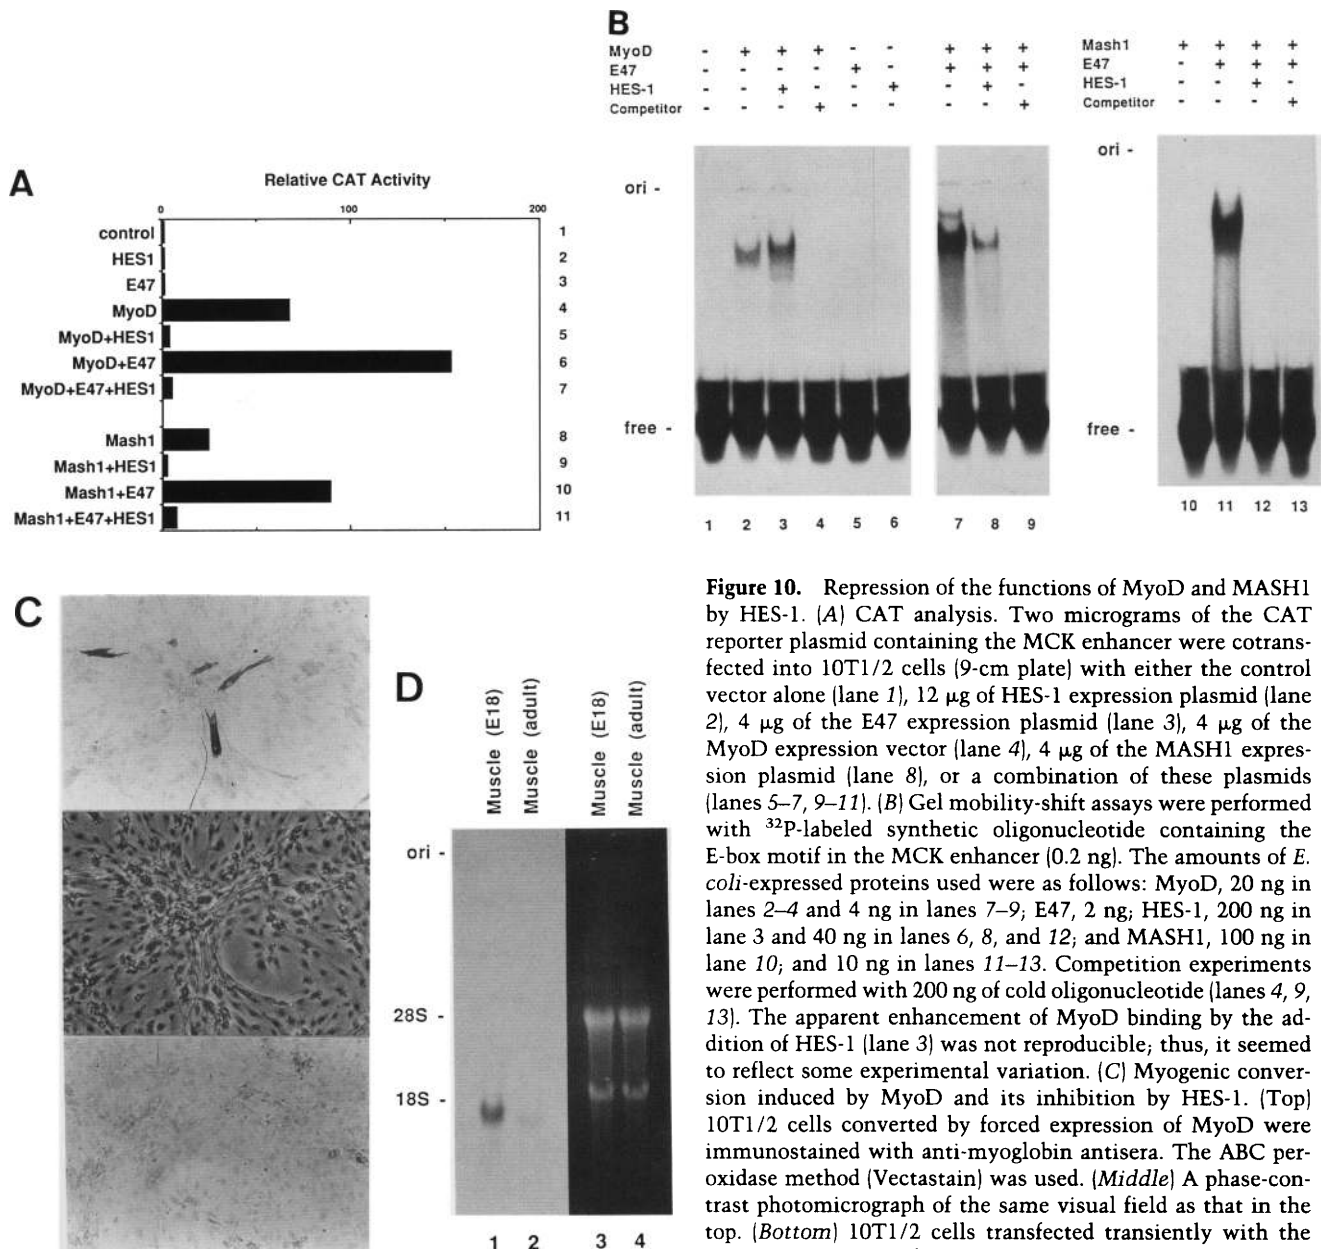 B
MyoD - + + + - - + + +
E47 - - - - + - + + +
HES-1 - - + - - + - + -
Competitor - - - + - - - - +
Mash1 + + + +
E47 - + + +
HES-1 - - + -
Competitor - - - +
ori -
ori -
free -
free -
1 2 3 4 5 6 7 8 9
10 11 12 13
A
Relative CAT Activity
0 100 200
control 1
HES1 2
E47 3
MyoD 4
MyoD+HES1 5
MyoD+E47 6
MyoD+E47+HES1 7
Mash1 8
Mash1+HES1 9
Mash1+E47 10
Mash1+E47+HES1 11
C
D
Muscle (E18)
Muscle (adult)
Muscle (E18)
Muscle (adult)
ori -
28S -
18S -
1 2 3 4
Figure 10. Repression of the functions of MyoD and MASH1
by HES-1. (A) CAT analysis. Two micrograms of the CAT
reporter plasmid containing the MCK enhancer were cotrans-
fected into 10T1/2 cells (9-cm plate) with either the control
vector alone (lane 1), 12 μg of HES-1 expression plasmid (lane
2), 4 μg of the E47 expression plasmid (lane 3), 4 μg of the
MyoD expression vector (lane 4), 4 μg of the MASH1 expres-
sion plasmid (lane 8), or a combination of these plasmids
(lanes 5–7, 9–11). (B) Gel mobility-shift assays were performed
with ³²P-labeled synthetic oligonucleotide containing the
E-box motif in the MCK enhancer (0.2 ng). The amounts of E.
coli-expressed proteins used were as follows: MyoD, 20 ng in
lanes 2–4 and 4 ng in lanes 7–9; E47, 2 ng; HES-1, 200 ng in
lane 3 and 40 ng in lanes 6, 8, and 12; and MASH1, 100 ng in
lane 10; and 10 ng in lanes 11–13. Competition experiments
were performed with 200 ng of cold oligonucleotide (lanes 4, 9,
13). The apparent enhancement of MyoD binding by the ad-
dition of HES-1 (lane 3) was not reproducible; thus, it seemed
to reflect some experimental variation. (C) Myogenic conver-
sion induced by MyoD and its inhibition by HES-1. (Top)
10T1/2 cells converted by forced expression of MyoD were
immunostained with anti-myoglobin antisera. The ABC per-
oxidase method (Vectastain) was used. (Middle) A phase-con-
trast photomicrograph of the same visual field as that in the
top. (Bottom) 10T1/2 cells transfected transiently with the